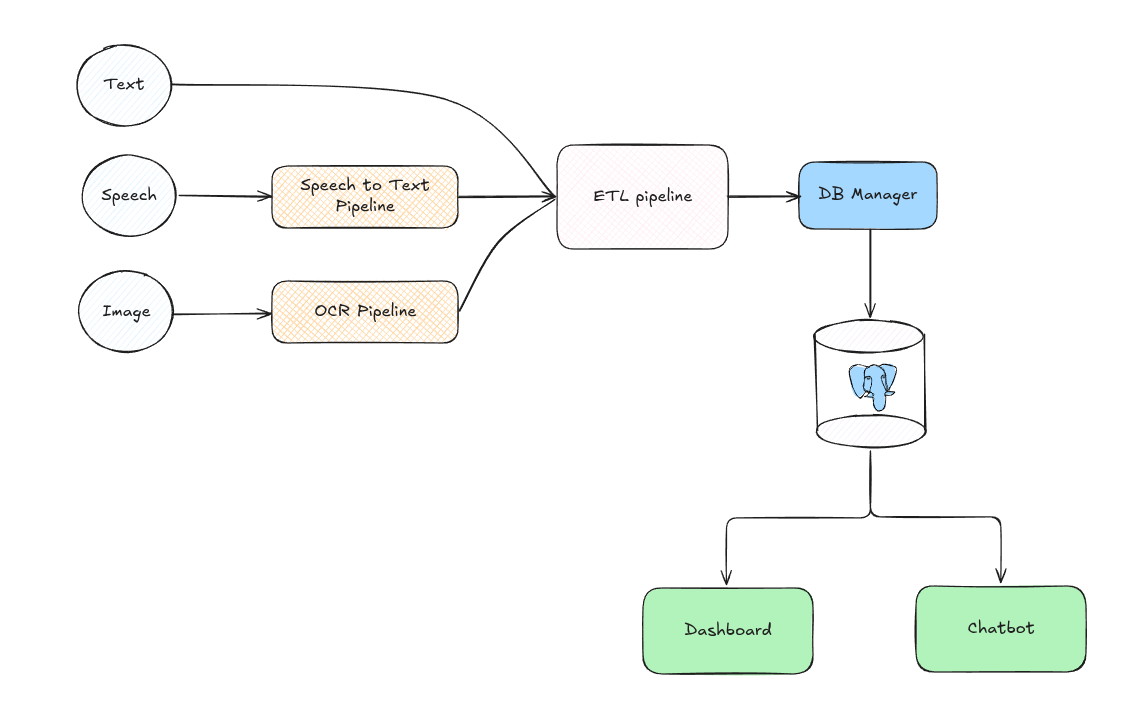 Text
Speech
Speech to Text
Pipeline
ETL pipeline
DB Manager
Image
OCR Pipeline
Dashboard
Chatbot